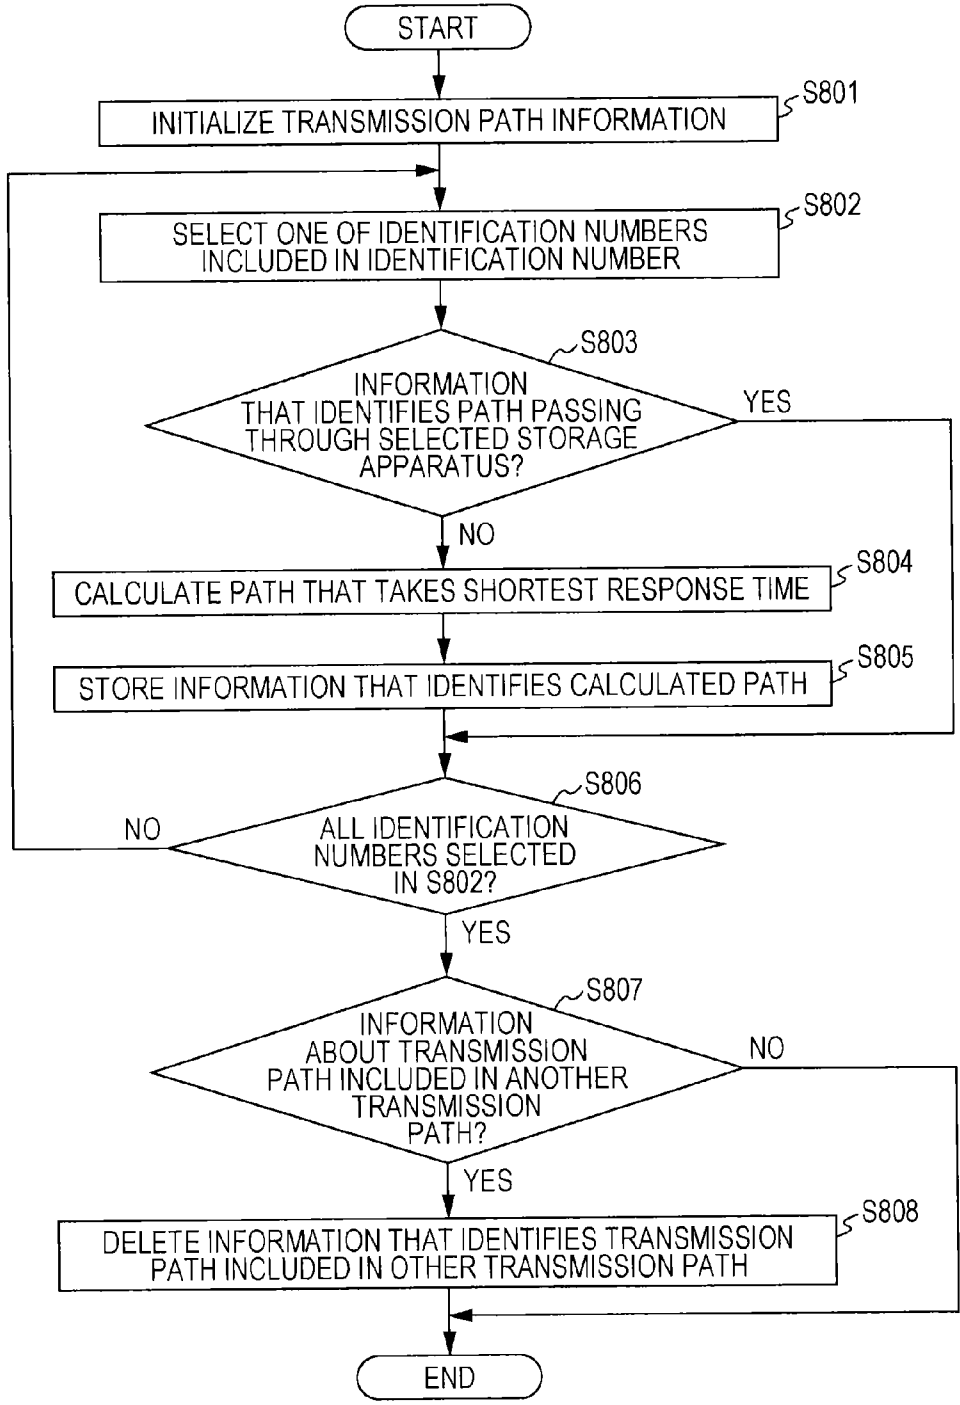 START
S801
INITIALIZE TRANSMISSION PATH INFORMATION
S802
SELECT ONE OF IDENTIFICATION NUMBERS
INCLUDED IN IDENTIFICATION NUMBER
S803
INFORMATION
THAT IDENTIFIES PATH PASSING
THROUGH SELECTED STORAGE
APPARATUS?
YES
NO
S804
CALCULATE PATH THAT TAKES SHORTEST RESPONSE TIME
S805
STORE INFORMATION THAT IDENTIFIES CALCULATED PATH
S806
NO
ALL IDENTIFICATION
NUMBERS SELECTED
IN S802?
YES
S807
INFORMATION
ABOUT TRANSMISSION
PATH INCLUDED IN ANOTHER
TRANSMISSION
PATH?
NO
YES
S808
DELETE INFORMATION THAT IDENTIFIES TRANSMISSION
PATH INCLUDED IN OTHER TRANSMISSION PATH
END